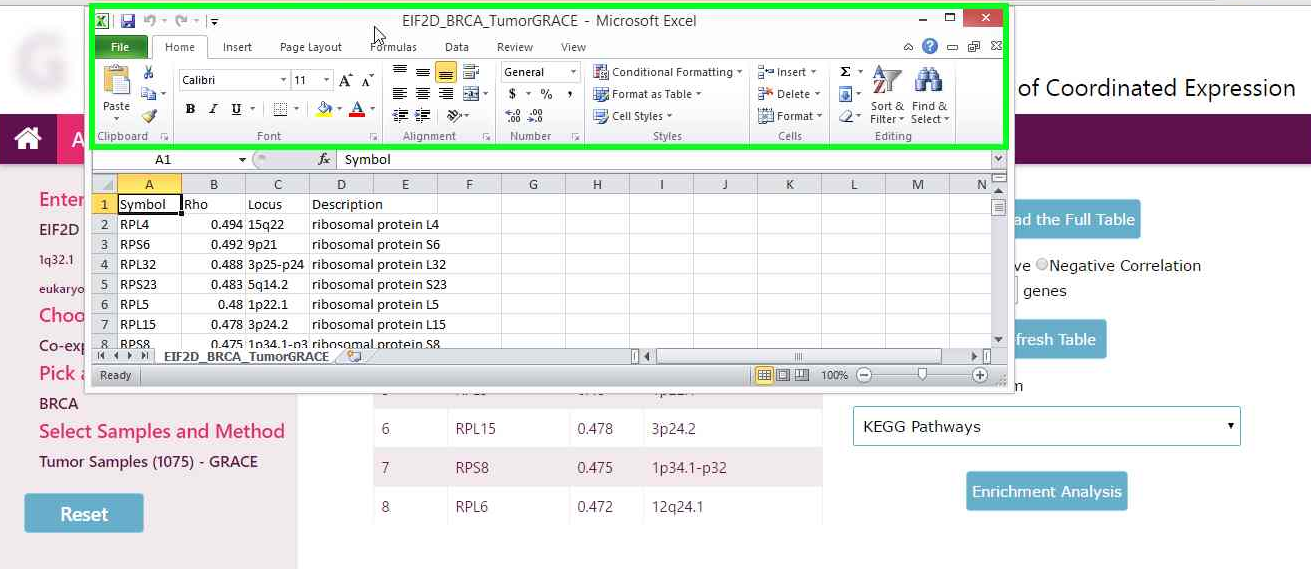 EIF2D_BRCA_TumorGRACE - Microsoft Excel
File Home Insert Page Layout Formulas Data Review View
Paste
Clipboard
Calibri 11
B I U
A A
Font
Alignment
General
$ % ,
Number
Conditional Formatting
Format as Table
Cell Styles
Styles
Insert
Delete
Format
Cells
Σ
Sort & Filter
Find & Select
Editing
A1 fx Symbol
A B C D E F G H I J K L M N
1 Symbol Rho Locus Description
2 RPL4 0.494 15q22 ribosomal protein L4
3 RPS6 0.492 9p21 ribosomal protein S6
4 RPL32 0.488 3p25-p24 ribosomal protein L32
5 RPS23 0.483 5q14.2 ribosomal protein S23
6 RPL5 0.48 1p22.1 ribosomal protein L5
7 RPL15 0.478 3p24.2 ribosomal protein L15
8 RPS8 0.475 1p34.1-p3 ribosomal protein S8
EIF2D_BRCA_TumorGRACE
Ready 100%
G
of Coordinated Expression
A
Enter
EIF2D
1q32.1
eukaryo
Choo
Co-exp
Pick a
BRCA
Select Samples and Method
Tumor Samples (1075) - GRACE
Reset
6 RPL15 0.478 3p24.2
7 RPS8 0.475 1p34.1-p32
8 RPL6 0.472 12q24.1
ad the Full Table
ve Negative Correlation
genes
fresh Table
m
KEGG Pathways
Enrichment Analysis